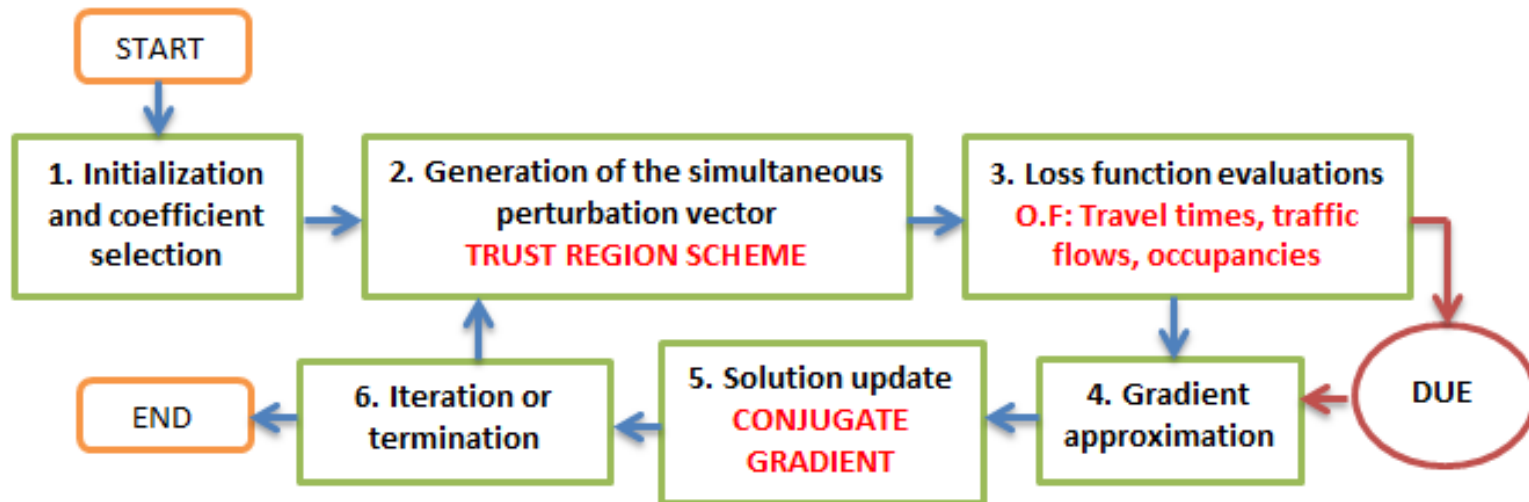 START
1. Initialization
and coefficient
selection
2. Generation of the simultaneous
perturbation vector
TRUST REGION SCHEME
3. Loss function evaluations
O.F: Travel times, traffic
flows, occupancies
DUE
4. Gradient
approximation
5. Solution update
CONJUGATE
GRADIENT
6. Iteration or
termination
END